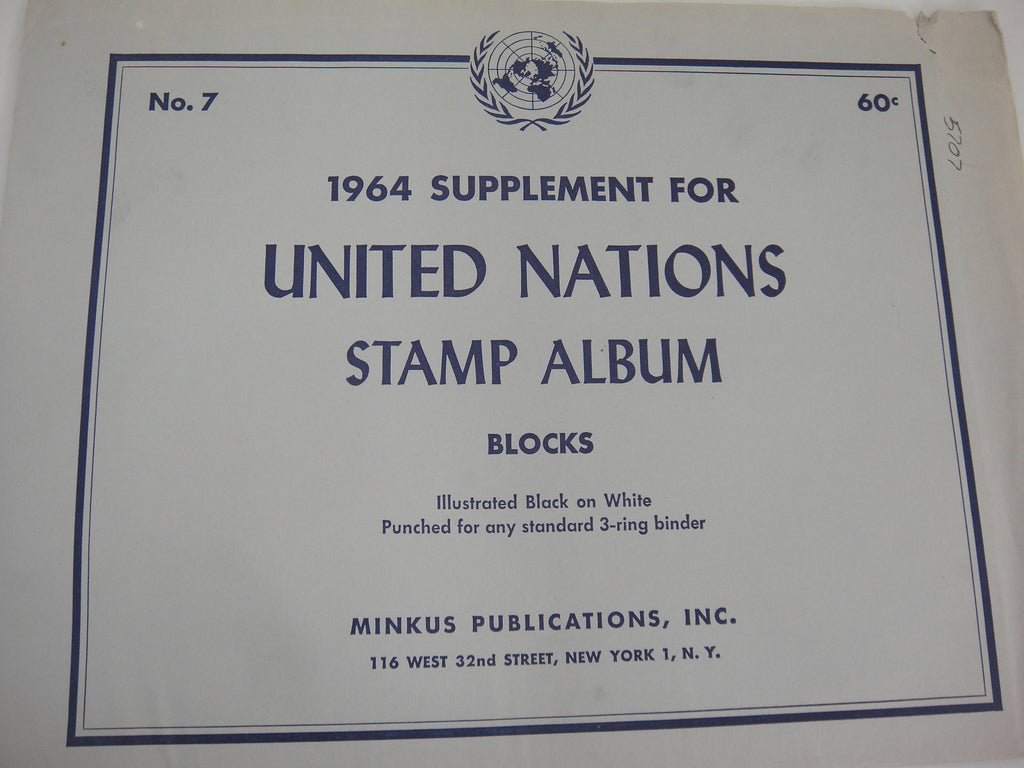 No. 7
60c
5707
1964 SUPPLEMENT FOR
UNITED NATIONS
STAMP ALBUM
BLOCKS
Illustrated Black on White
Punched for any standard 3-ring binder
MINKUS PUBLICATIONS, INC.
116 WEST 32nd STREET, NEW YORK 1, N. Y.